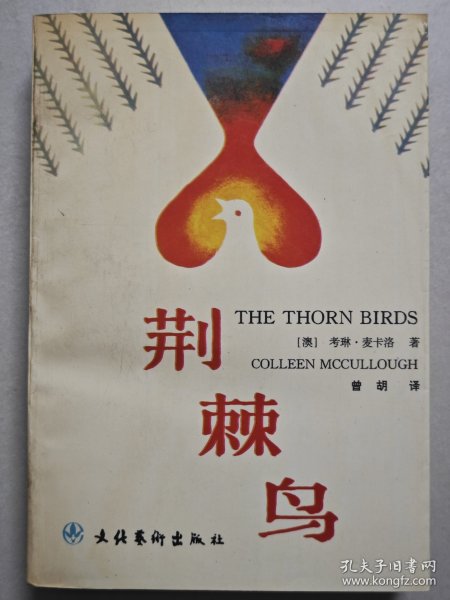 THE THORN BIRDS
[澳] 考琳·麦卡洛 著
COLLEEN MCCULLOUGH
曾 胡 译
荆
棘
鸟
文化艺術出版社
孔夫子旧书网
www.kongfz.com